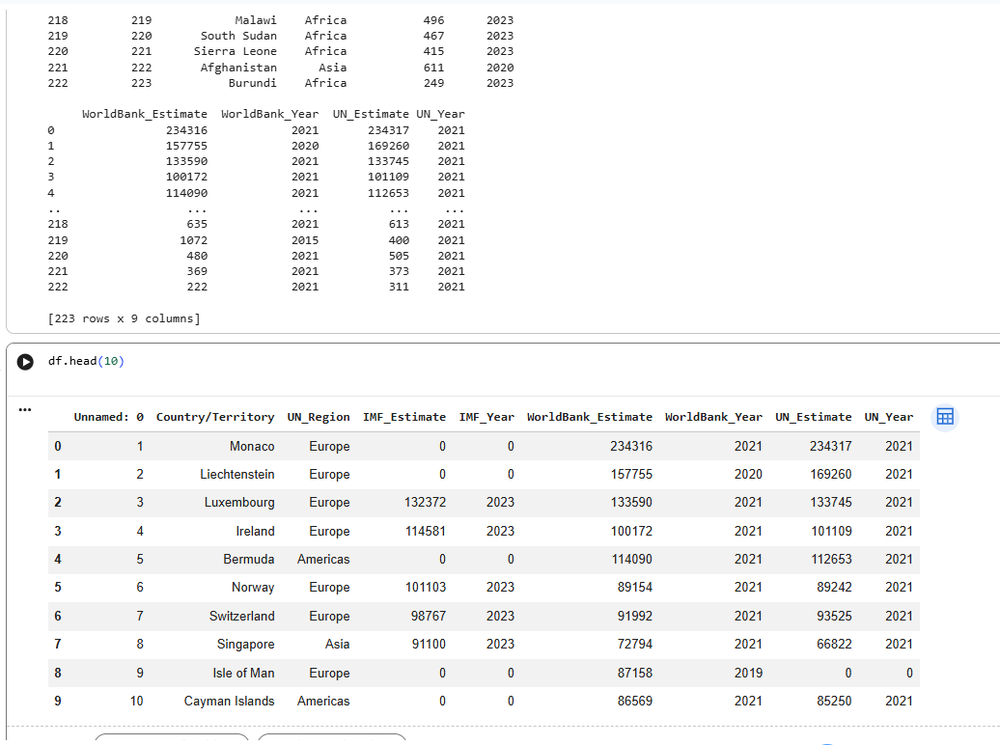 218 219 Malawi Africa 496 2023
219 220 South Sudan Africa 467 2023
220 221 Sierra Leone Africa 415 2023
221 222 Afghanistan Asia 611 2020
222 223 Burundi Africa 249 2023
WorldBank_Estimate WorldBank_Year UN_Estimate UN_Year
0 234316 2021 234317 2021
1 157755 2020 169260 2021
2 133590 2021 133745 2021
3 100172 2021 101109 2021
4 114090 2021 112653 2021
.. ... ... ... ...
218 635 2021 613 2021
219 1072 2015 400 2021
220 480 2021 505 2021
221 369 2021 373 2021
222 222 2021 311 2021
[223 rows x 9 columns]
df.head(10)
Unnamed: 0 Country/Territory UN_Region IMF_Estimate IMF_Year WorldBank_Estimate WorldBank_Year UN_Estimate UN_Year
0 1 Monaco Europe 0 0 234316 2021 234317 2021
1 2 Liechtenstein Europe 0 0 157755 2020 169260 2021
2 3 Luxembourg Europe 132372 2023 133590 2021 133745 2021
3 4 Ireland Europe 114581 2023 100172 2021 101109 2021
4 5 Bermuda Americas 0 0 114090 2021 112653 2021
5 6 Norway Europe 101103 2023 89154 2021 89242 2021
6 7 Switzerland Europe 98767 2023 91992 2021 93525 2021
7 8 Singapore Asia 91100 2023 72794 2021 66822 2021
8 9 Isle of Man Europe 0 0 87158 2019 0 0
9 10 Cayman Islands Americas 0 0 86569 2021 85250 2021